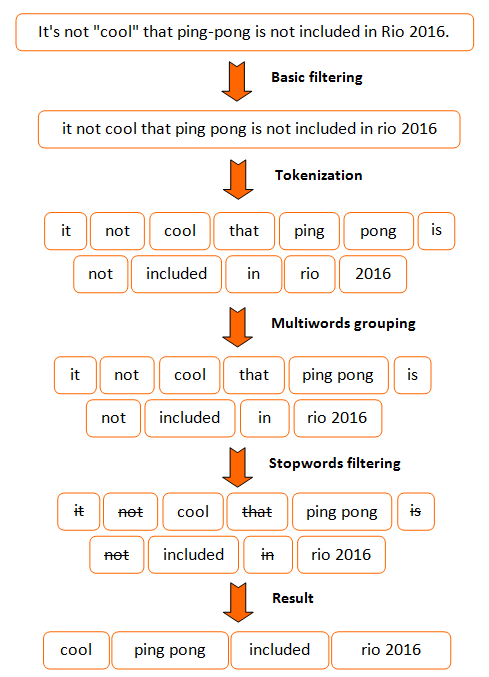 It's not "cool" that ping-pong is not included in Rio 2016.
Basic filtering
it not cool that ping pong is not included in rio 2016
Tokenization
it not cool that ping pong is
not included in rio 2016
Multiwords grouping
it not cool that ping pong is
not included in rio 2016
Stopwords filtering
it not cool that ping pong is
not included in rio 2016
Result
cool ping pong included rio 2016